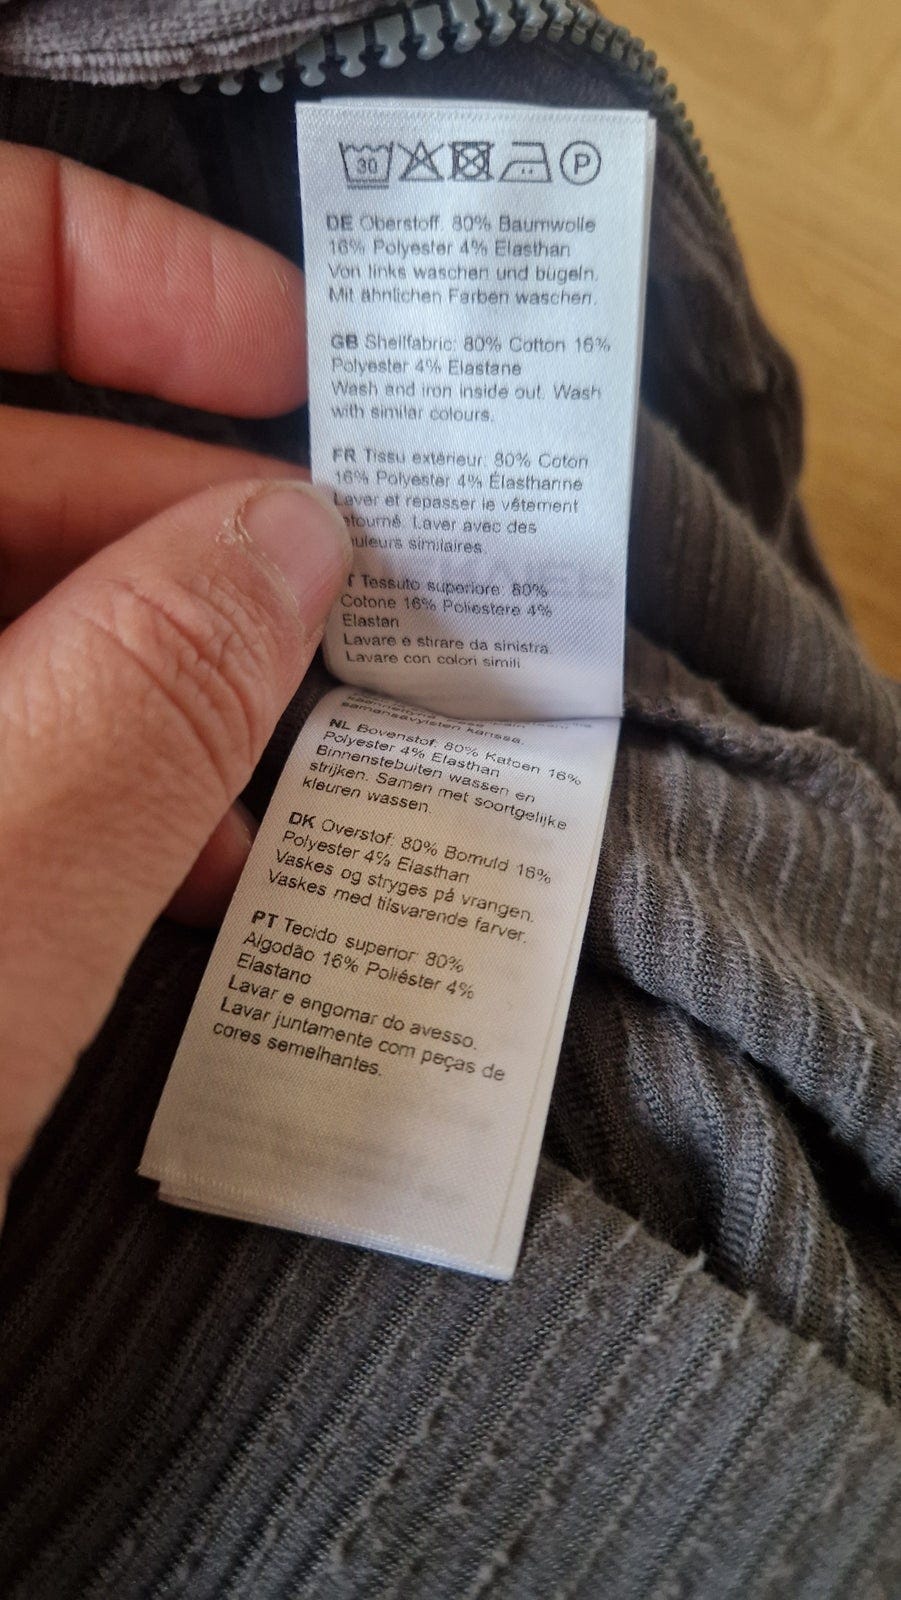 30 P
DE Oberstoff: 80% Baumwolle
16% Polyester 4% Elasthan
Von links waschen und bügeln.
Mit ähnlichen Farben waschen.
GB Shellfabric: 80% Cotton 16%
Polyester 4% Elastane
Wash and iron inside out. Wash
with similar colours.
FR Tissu extérieur: 80% Coton
16% Polyester 4% Élasthanne
Laver et repasser le vêtement
etourné. Laver avec des
uleurs similaires.
T Tessuto superiore: 80%
Cotone 16% Poliestere 4%
Elastan
Lavare e stirare da sinistra.
Lavare con colori simili
samansävyisten kanssa.
NL Bovenstof: 80% Katoen 16%
Polyester 4% Elasthan
Binnenstebuiten wassen en
strijken. Samen met soortgelijke
kleuren wassen.
DK Overstof: 80% Bomuld 16%
Polyester 4% Elasthan
Vaskes og stryges på vrangen.
Vaskes med tilsvarende farver.
PT Tecido superior: 80%
Algodão 16% Poliéster 4%
Elastano
Lavar e engomar do avesso.
Lavar juntamente com peças de
cores semelhantes.